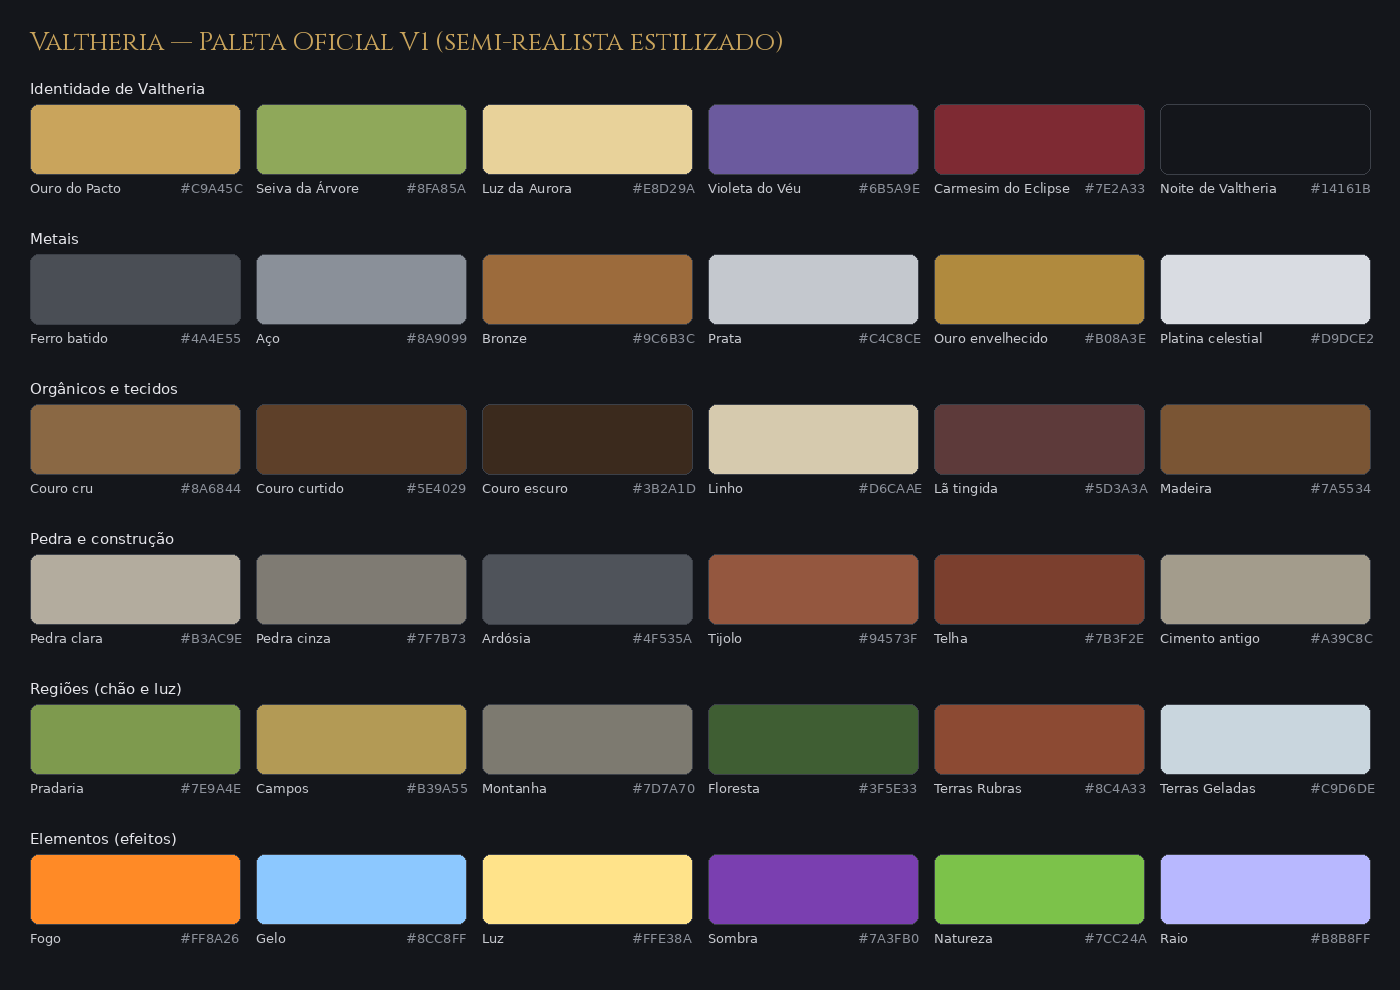 Valtheria — Paleta Oficial V1 (semi-realista estilizado)
Identidade de Valtheria
Ouro do Pacto #C9A45C Seiva da Árvore #8FA85A Luz da Aurora #E8D29A Violeta do Véu #6B5A9E Carmesim do Eclipse #7E2A33 Noite de Valtheria #14161B
Metais
Ferro batido #4A4E55 Aço #8A9099 Bronze #9C6B3C Prata #C4C8CE Ouro envelhecido #B08A3E Platina celestial #D9DCE2
Orgânicos e tecidos
Couro cru #8A6844 Couro curtido #5E4029 Couro escuro #3B2A1D Linho #D6CAAE Lã tingida #5D3A3A Madeira #7A5534
Pedra e construção
Pedra clara #B3AC9E Pedra cinza #7F7B73 Ardósia #4F535A Tijolo #94573F Telha #7B3F2E Cimento antigo #A39C8C
Regiões (chão e luz)
Pradaria #7E9A4E Campos #B39A55 Montanha #7D7A70 Floresta #3F5E33 Terras Rubras #8C4A33 Terras Geladas #C9D6DE
Elementos (efeitos)
Fogo #FF8A26 Gelo #8CC8FF Luz #FFE38A Sombra #7A3FB0 Natureza #7CC24A Raio #B8B8FF